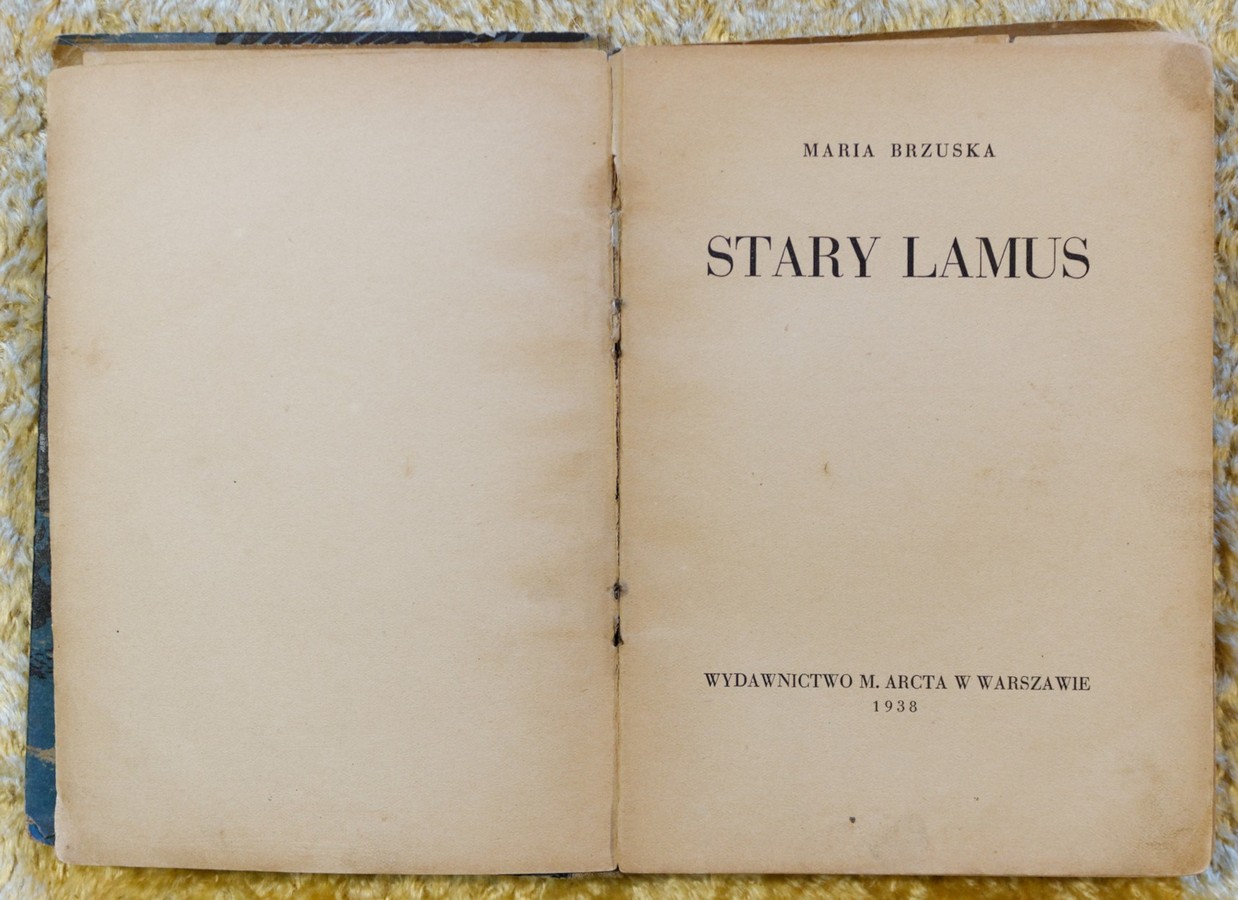 MARIA BRZUSKA
STARY LAMUS
WYDAWNICTWO M. ARCTA W WARSZAWIE
1938